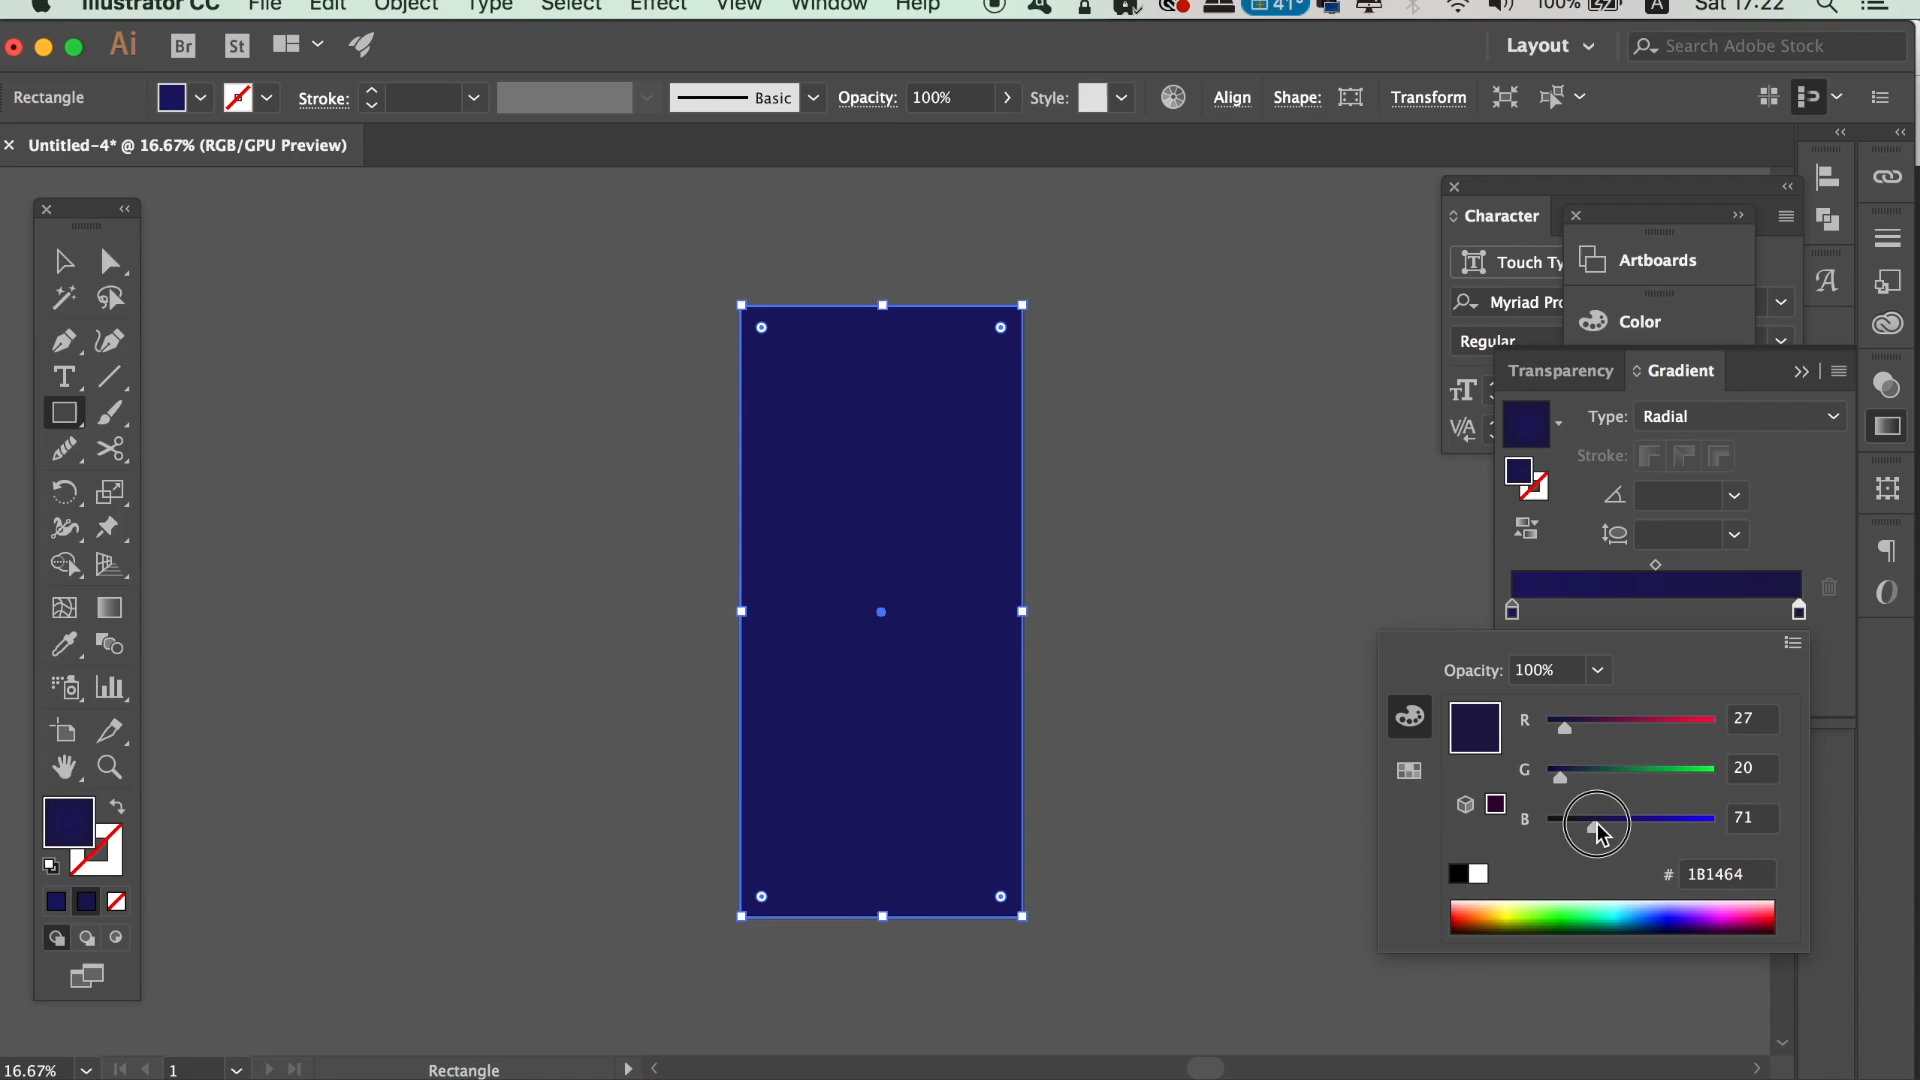 Illustrator CC File Edit Object Type Select Effect View Window Help 41° 100% A Sat 17:22
Ai Br St Layout Search Adobe Stock
Rectangle Stroke: Basic Opacity: 100% Style: Align Shape: Transform
× Untitled-4* @ 16.67% (RGB/GPU Preview)
Character
Touch Ty
Artboards
Myriad Pro
Color
Regular
Transparency Gradient
Type: Radial
Stroke:
Opacity: 100%
R 27
G 20
B 71
# 1B1464
16.67% 1 Rectangle